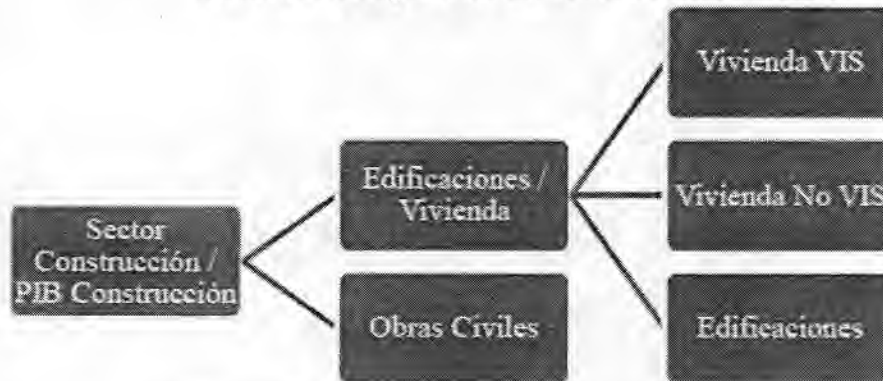 Sector
Construcción /
PIB Construcción
Edificaciones /
Vivienda
Obras Civiles
Vivienda VIS
Vivienda No VIS
Edificaciones